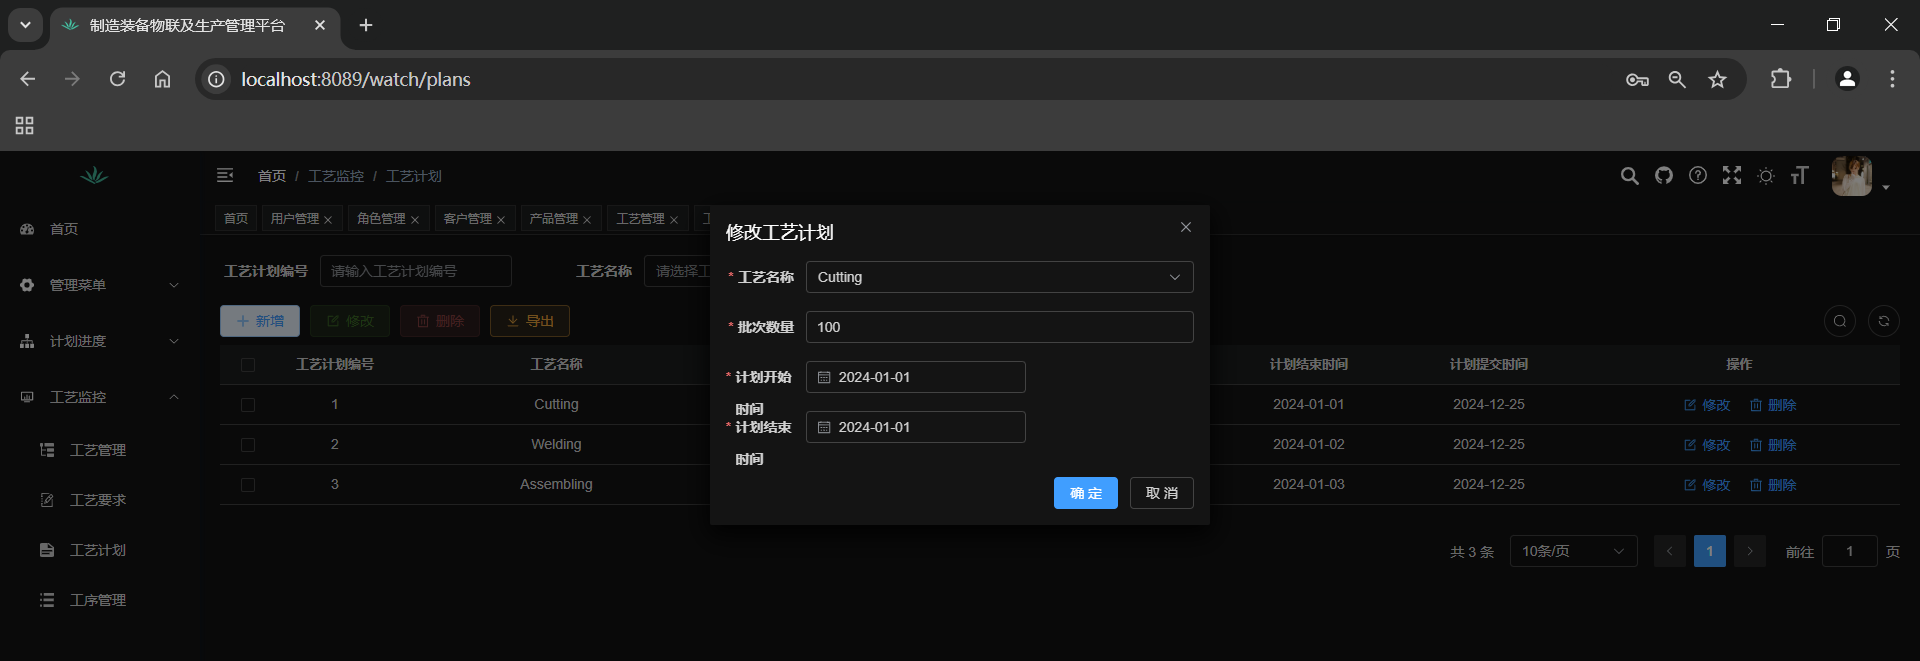 制造装备物联及生产管理平台
localhost:8089/watch/plans
首页 / 工艺监控 / 工艺计划
首页
用户管理
角色管理
客户管理
产品管理
工艺管理
首页
管理菜单
计划进度
工艺监控
工艺管理
工艺要求
工艺计划
工序管理
工艺计划编号 请输入工艺计划编号
工艺名称 请选择工
新增
修改
删除
导出
工艺计划编号 工艺名称 计划结束时间 计划提交时间 操作
1 Cutting 2024-01-01 2024-12-25 修改 删除
2 Welding 2024-01-02 2024-12-25 修改 删除
3 Assembling 2024-01-03 2024-12-25 修改 删除
修改工艺计划
* 工艺名称 Cutting
* 批次数量 100
* 计划开始时间 2024-01-01
* 计划结束时间 2024-01-01
确 定
取 消
共 3 条 10条/页 1 前往 1 页